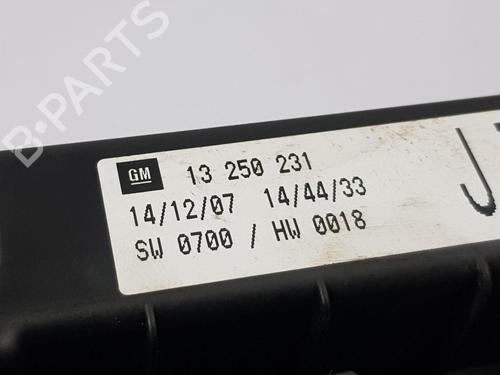 B-PARTS
GM 13 250 231
14/12/07 14/44/33
SW 0700 / HW 0018